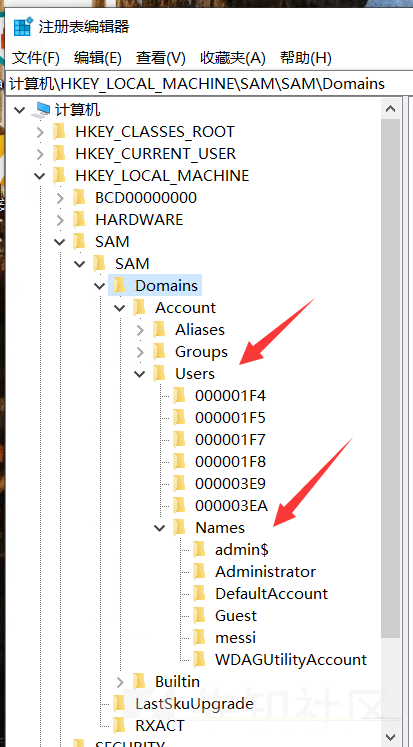 注册表编辑器
文件(F) 编辑(E) 查看(V) 收藏夹(A) 帮助(H)
计算机\HKEY_LOCAL_MACHINE\SAM\SAM\Domains
计算机
HKEY_CLASSES_ROOT
HKEY_CURRENT_USER
HKEY_LOCAL_MACHINE
BCD00000000
HARDWARE
SAM
SAM
Domains
Account
Aliases
Groups
Users
000001F4
000001F5
000001F7
000001F8
000003E9
000003EA
Names
admin$
Administrator
DefaultAccount
Guest
messi
WDAGUtilityAccount
Builtin
LastSkuUpgrade
RXACT
SECURITY